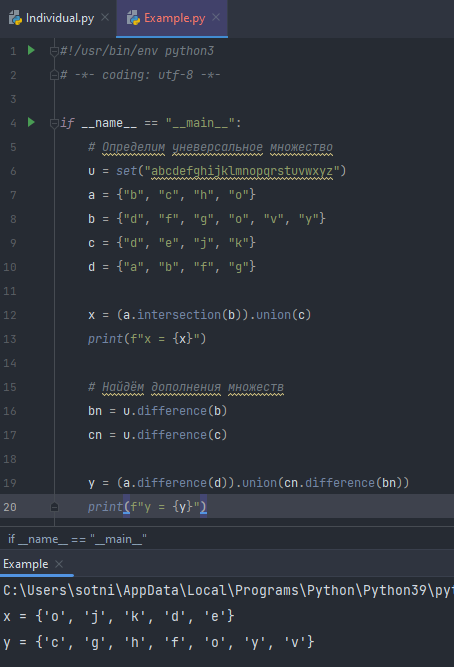 Individual.py × Example.py ×
1 #!/usr/bin/env python3
2 # -*- coding: utf-8 -*-
3
4 if __name__ == "__main__":
5 # Определим уневерсальное множество
6 u = set("abcdefghijklmnopqrstuvwxyz")
7 a = {"b", "c", "h", "o"}
8 b = {"d", "f", "g", "o", "v", "y"}
9 c = {"d", "e", "j", "k"}
10 d = {"a", "b", "f", "g"}
11
12 x = (a.intersection(b)).union(c)
13 print(f"x = {x}")
14
15 # Найдём дополнения множеств
16 bn = u.difference(b)
17 cn = u.difference(c)
18
19 y = (a.difference(d)).union(cn.difference(bn))
20 print(f"y = {y}")
if __name__ == "__main__"
Example ×
C:\Users\sotni\AppData\Local\Programs\Python\Python39\pyt
x = {'o', 'j', 'k', 'd', 'e'}
y = {'c', 'g', 'h', 'f', 'o', 'y', 'v'}